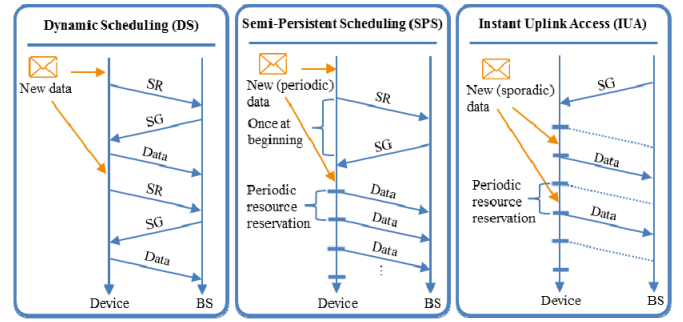 Dynamic Scheduling (DS)
New data
SR
SG
Data
SR
SG
Data
Device
BS
Semi-Persistent Scheduling (SPS)
New (periodic)
data
SR
Once at
beginning
SG
Periodic
resource
reservation
Data
Data
Data
⋮
Device
BS
Instant Uplink Access (IUA)
SG
New (sporadic)
data
Data
Periodic
resource
reservation
Data
Device
BS